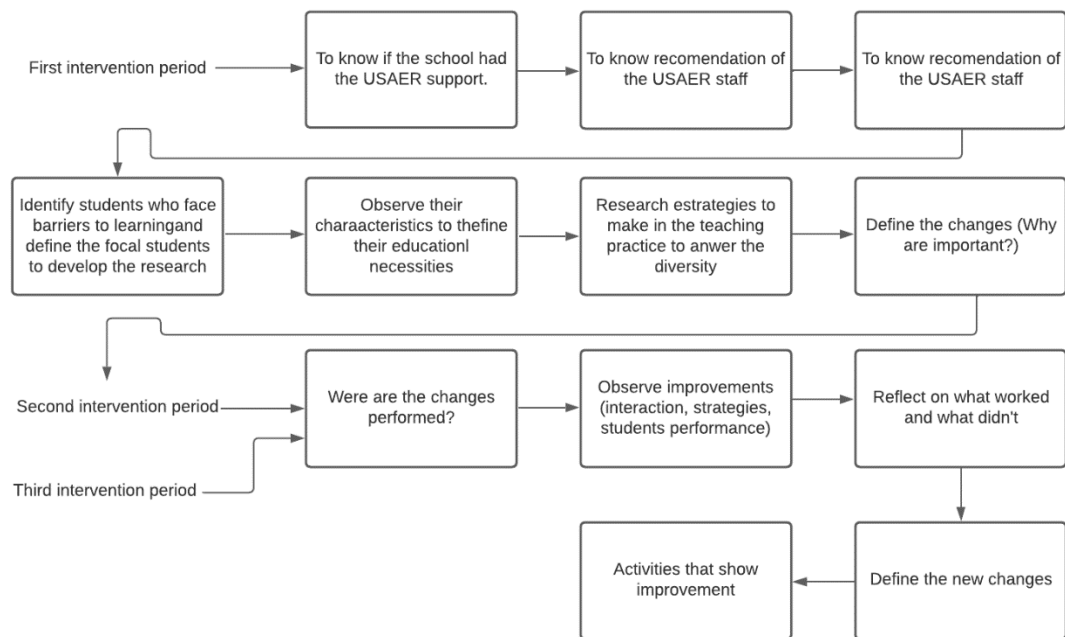 First intervention period
To know if the school had
the USAER support.
To know recomendation of
the USAER staff
To know recomendation of
the USAER staff
Identify students who face
barriers to learningand
define the focal students
to develop the research
Observe their
charaacteristics to thefine
their educationl
necessities
Research estrategies to
make in the teaching
practice to anwer the
diversity
Define the changes (Why
are important?)
Second intervention period
Were are the changes
performed?
Observe improvements
(interaction, strategies,
students performance)
Reflect on what worked
and what didn't
Third intervention period
Activities that show
improvement
Define the new changes